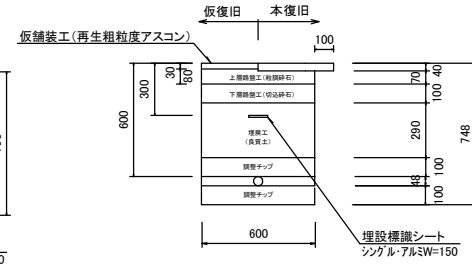 仮復旧 本復旧
仮舗装工(再生粗粒度アスコン)
100
上層路盤工(粒調砕石)
下層路盤工(切込砕石)
埋戻工
(良質土)
調整チップ
調整チップ
30
80
300
600
40
70
100
290
100
48
100
748
600
埋設標識シート
シングル・アルミW=150